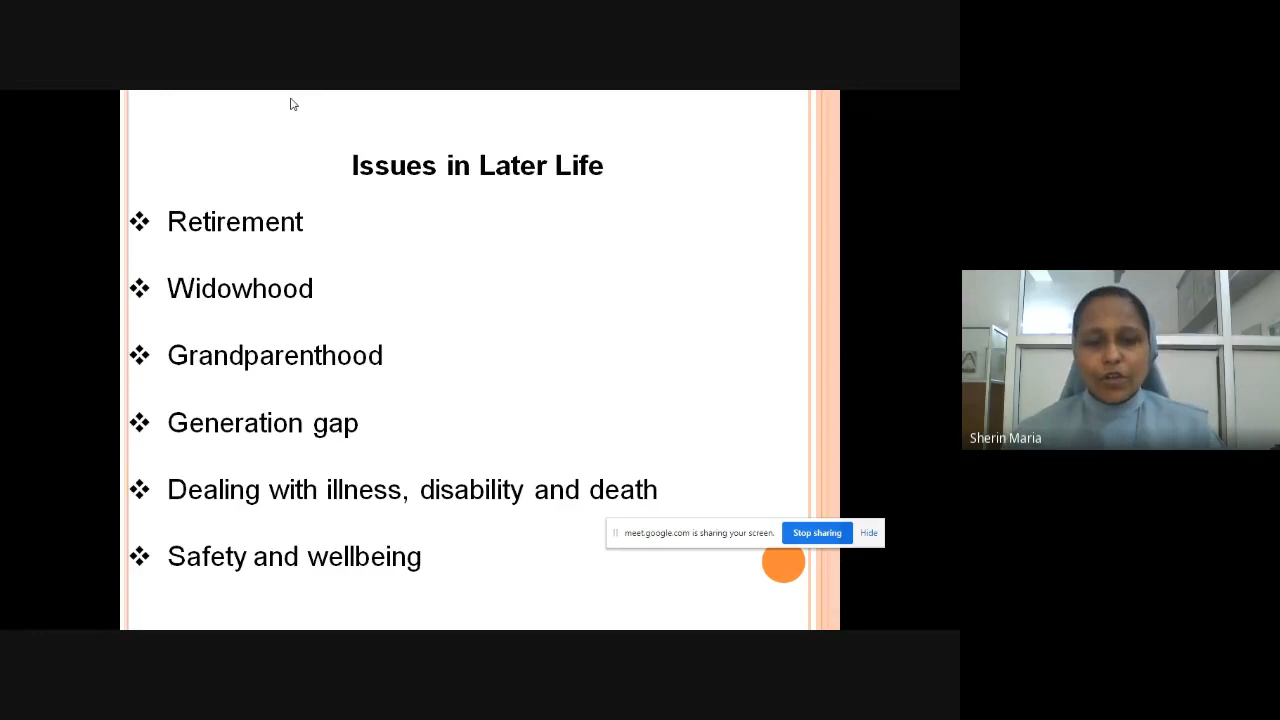 Issues in Later Life
❖ Retirement
❖ Widowhood
❖ Grandparenthood
❖ Generation gap
❖ Dealing with illness, disability and death
meet.google.com is sharing your screen. Stop sharing Hide
❖ Safety and wellbeing
Sherin Maria